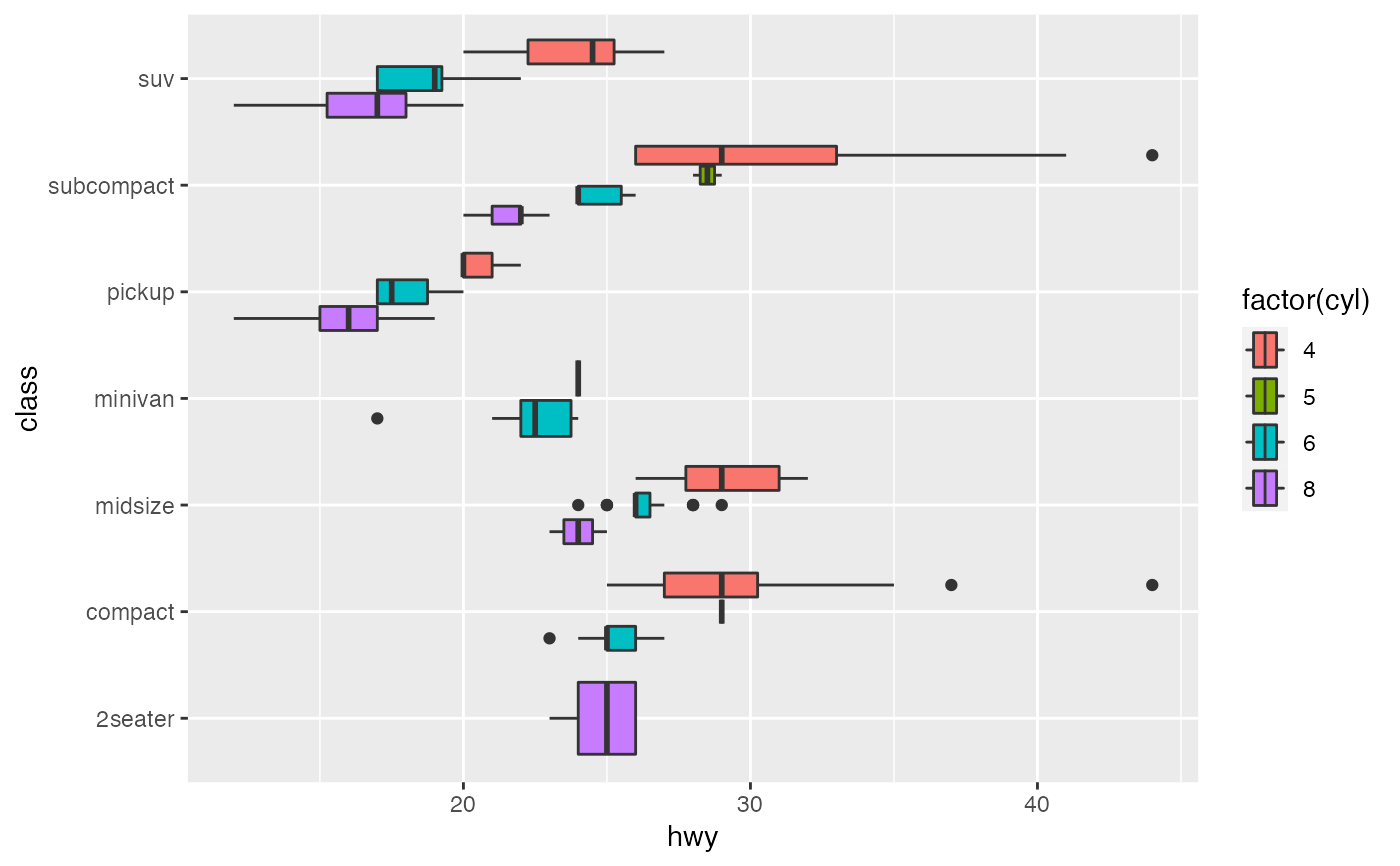 suv
subcompact
pickup
minivan
midsize
compact
2seater
class
20 30 40
hwy
factor(cyl)
4
5
6
8